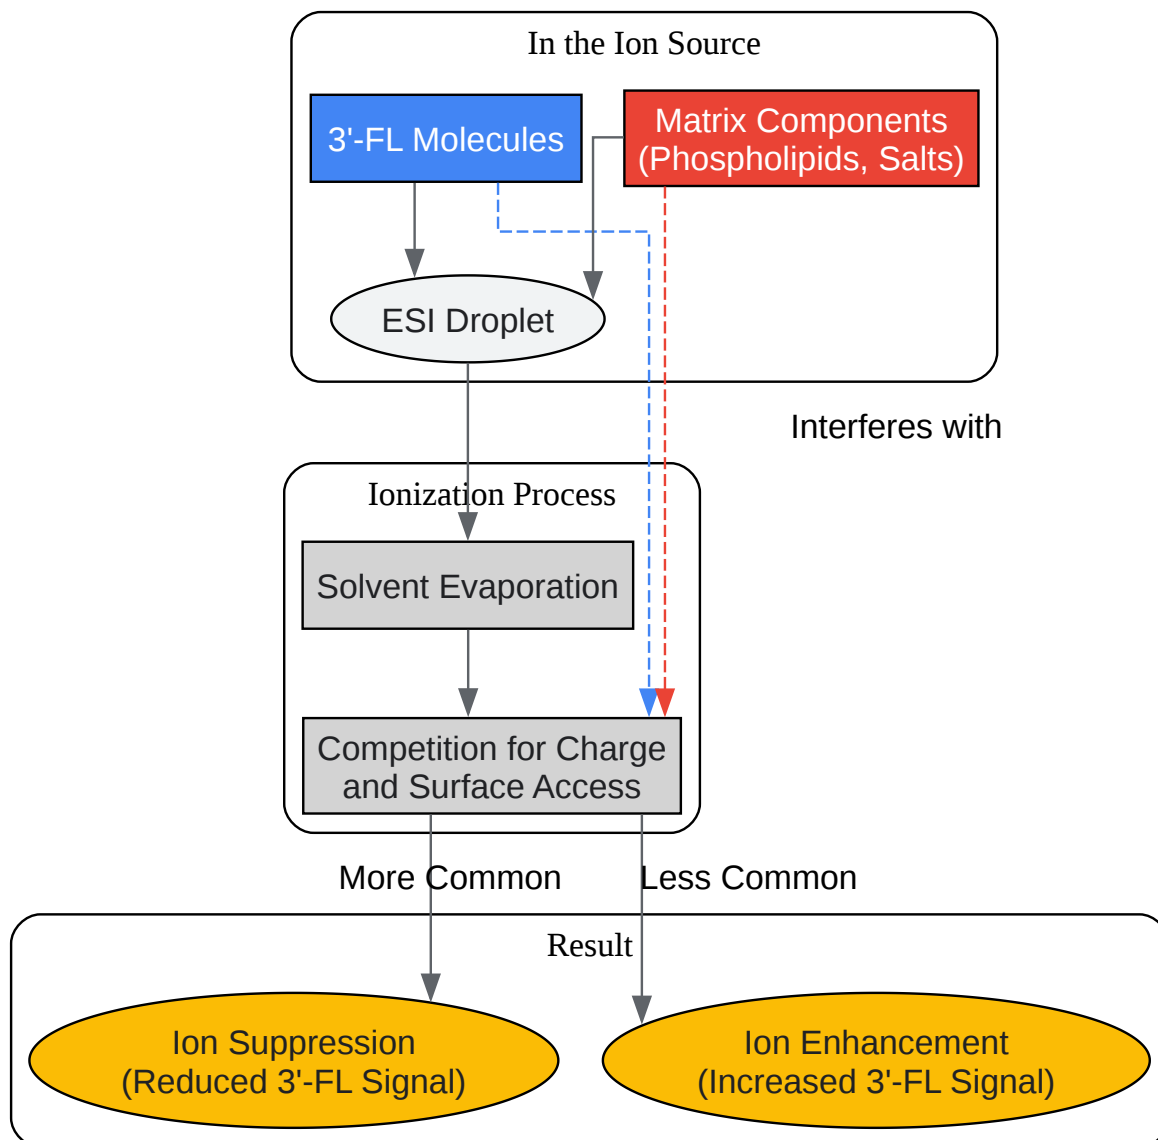 In the Ion Source
3'-FL Molecules
Matrix Components
(Phospholipids, Salts)
ESI Droplet
Interferes with
Ionization Process
Solvent Evaporation
Competition for Charge
and Surface Access
More Common
Less Common
Result
Ion Suppression
(Reduced 3'-FL Signal)
Ion Enhancement
(Increased 3'-FL Signal)